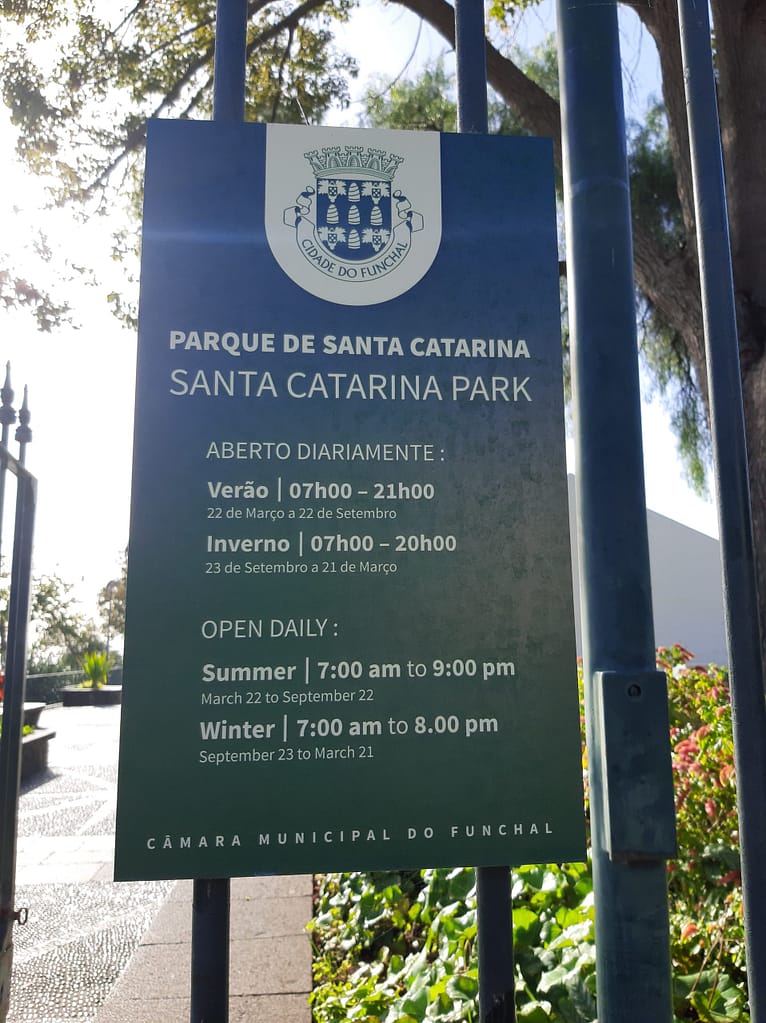 CIDADE DO FUNCHAL
PARQUE DE SANTA CATARINA
SANTA CATARINA PARK
ABERTO DIARIAMENTE :
Verão | 07h00 – 21h00
22 de Março a 22 de Setembro
Inverno | 07h00 – 20h00
23 de Setembro a 21 de Março
OPEN DAILY :
Summer | 7:00 am to 9:00 pm
March 22 to September 22
Winter | 7:00 am to 8.00 pm
September 23 to March 21
CÂMARA MUNICIPAL DO FUNCHAL